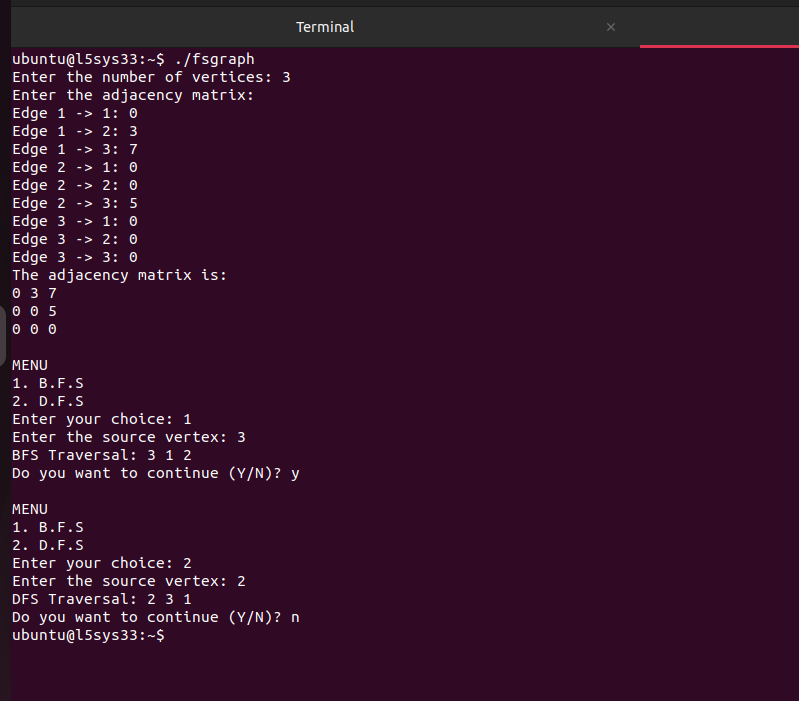 Terminal ×
ubuntu@l5sys33:~$ ./fsgraph
Enter the number of vertices: 3
Enter the adjacency matrix:
Edge 1 -> 1: 0
Edge 1 -> 2: 3
Edge 1 -> 3: 7
Edge 2 -> 1: 0
Edge 2 -> 2: 0
Edge 2 -> 3: 5
Edge 3 -> 1: 0
Edge 3 -> 2: 0
Edge 3 -> 3: 0
The adjacency matrix is:
0 3 7
0 0 5
0 0 0
MENU
1. B.F.S
2. D.F.S
Enter your choice: 1
Enter the source vertex: 3
BFS Traversal: 3 1 2
Do you want to continue (Y/N)? y
MENU
1. B.F.S
2. D.F.S
Enter your choice: 2
Enter the source vertex: 2
DFS Traversal: 2 3 1
Do you want to continue (Y/N)? n
ubuntu@l5sys33:~$